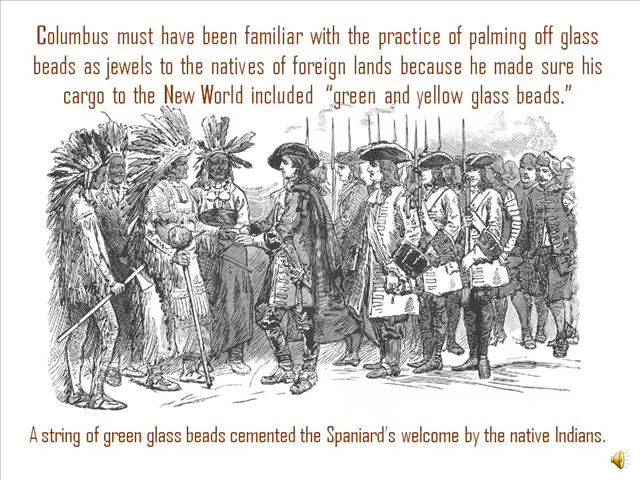 Columbus must have been familiar with the practice of palming off glass
beads as jewels to the natives of foreign lands because he made sure his
cargo to the New World included “green and yellow glass beads.”
A string of green glass beads cemented the Spaniard’s welcome by the native Indians.